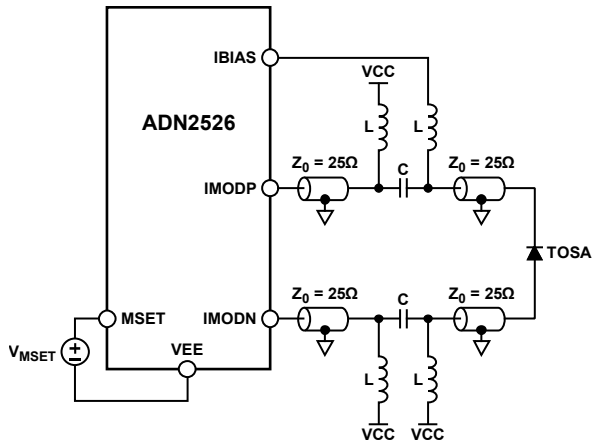 IBIAS
VCC
ADN2526
L
L
Z0 = 25Ω
C
Z0 = 25Ω
IMODP
TOSA
Z0 = 25Ω
C
Z0 = 25Ω
MSET
IMODN
VMSET
VEE
L
L
VCC
VCC